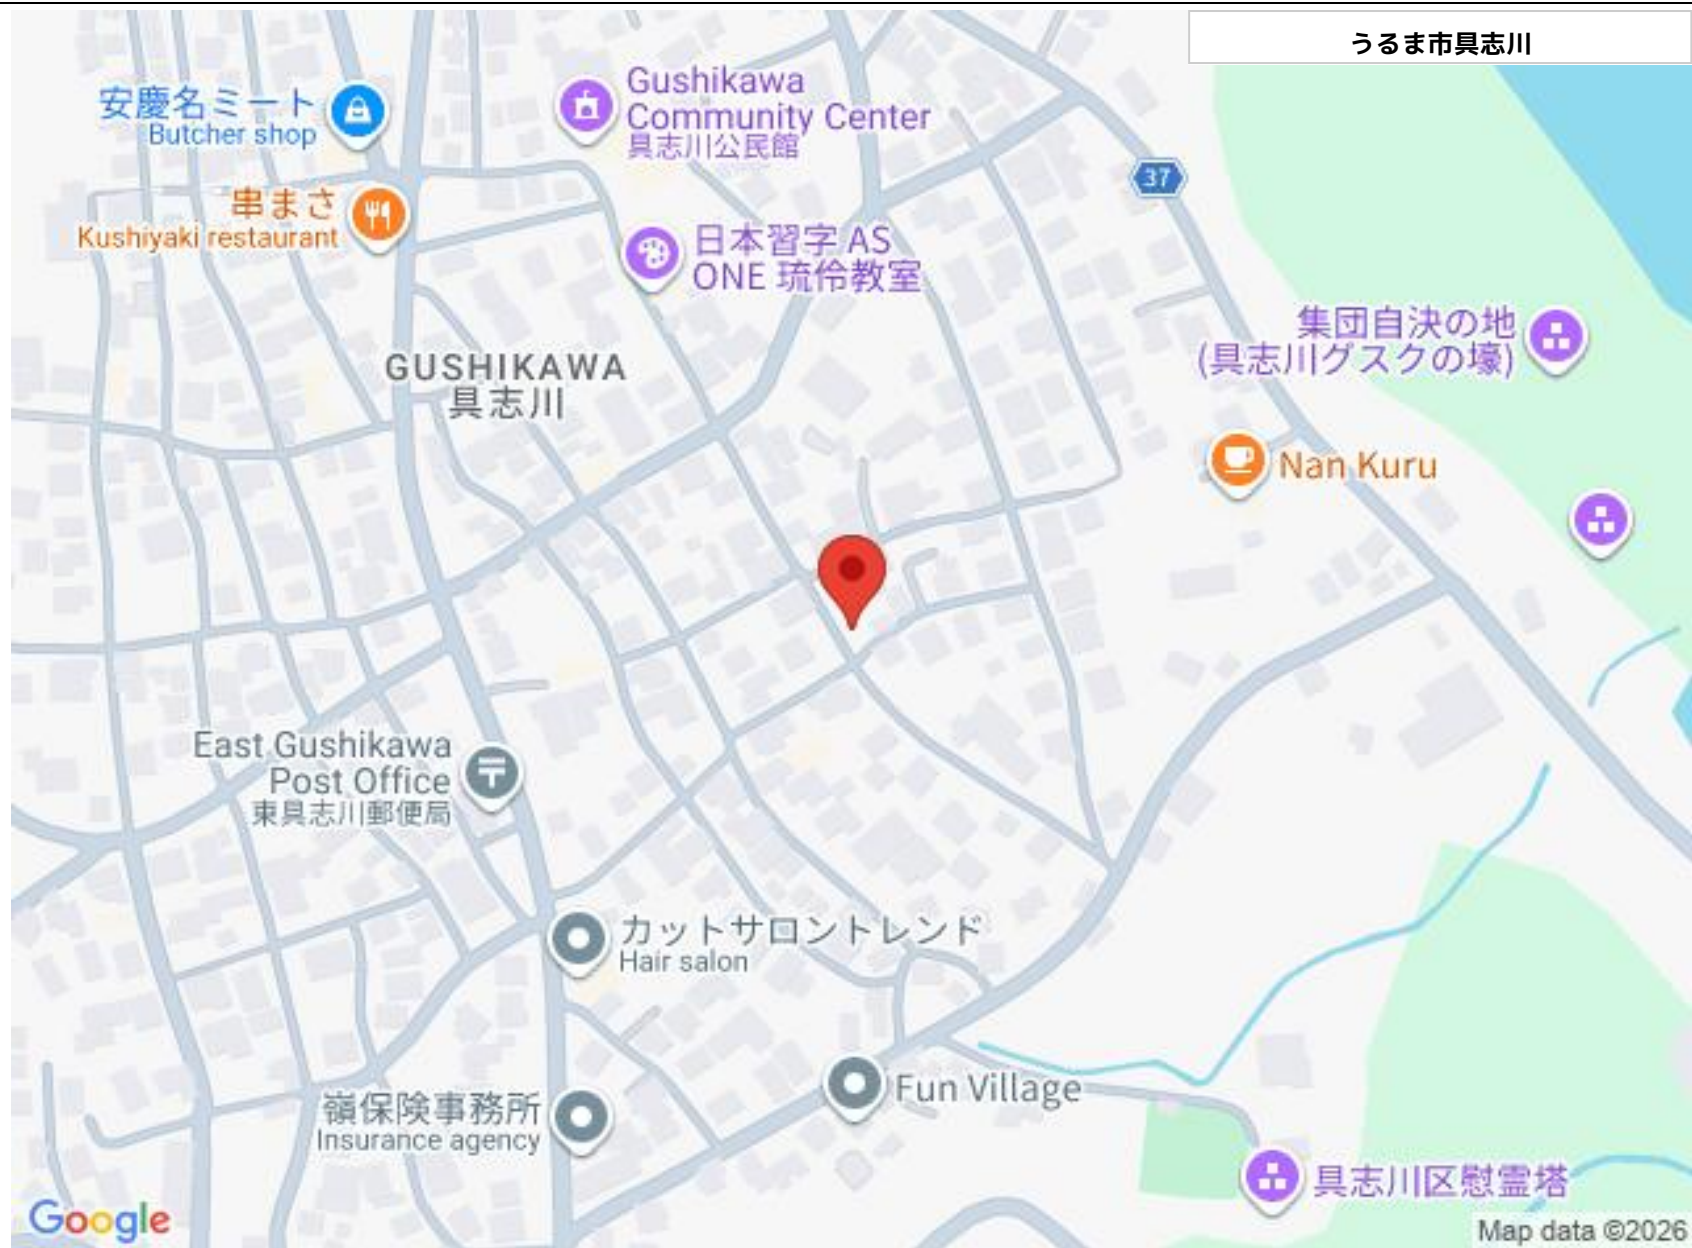 うるま市具志川
安慶名ミート
Butcher shop
Gushikawa
Community Center
具志川公民館
37
串まさ
Kushiyaki restaurant
日本習字 AS
ONE 琉伶教室
集団自決の地
(具志川グスクの壕)
GUSHIKAWA
具志川
Nan Kuru
East Gushikawa
Post Office
東具志川郵便局
カットサロントレンド
Hair salon
Fun Village
嶺保険事務所
Insurance agency
具志川区慰霊塔
Google
Map data ©2026